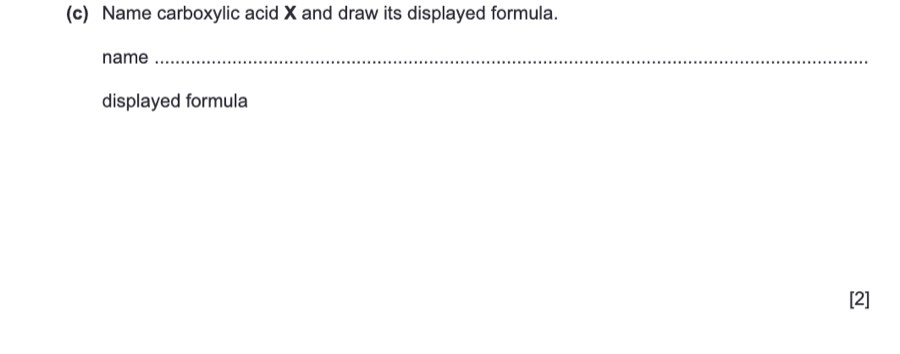 (c) Name carboxylic acid X and draw its displayed formula.
name ....................................................................................................................................
displayed formula
[2]